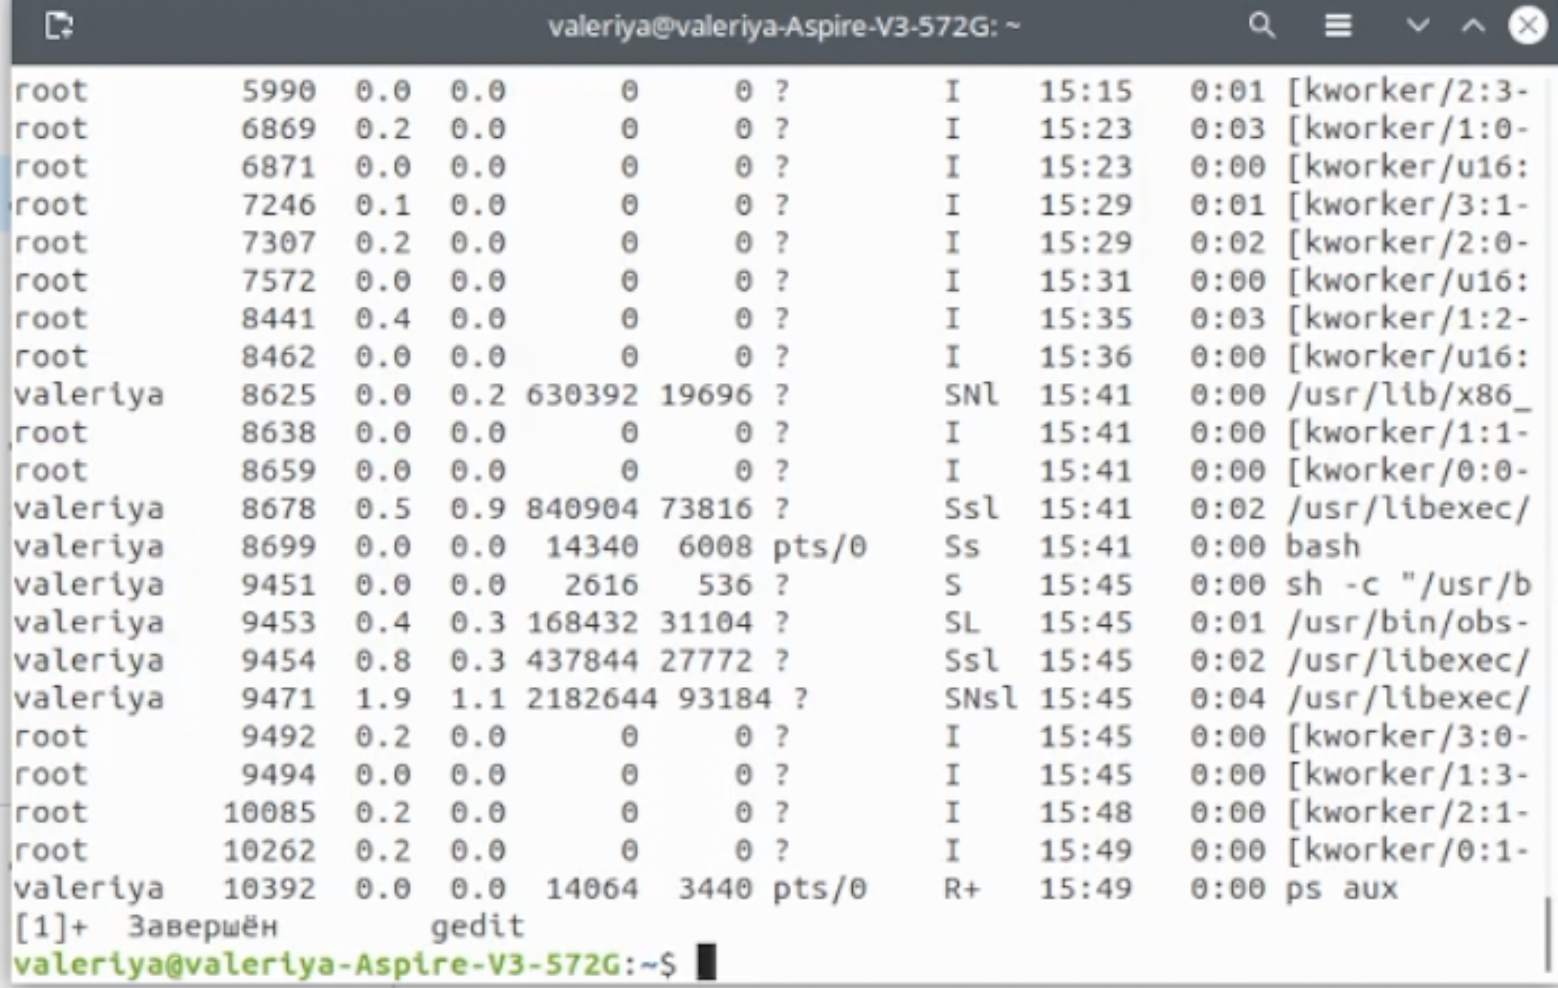 valeriya@valeriya-Aspire-V3-572G: ~
root 5990 0.0 0.0 0 0 ? I 15:15 0:01 [kworker/2:3-
root 6869 0.2 0.0 0 0 ? I 15:23 0:03 [kworker/1:0-
root 6871 0.0 0.0 0 0 ? I 15:23 0:00 [kworker/u16:
root 7246 0.1 0.0 0 0 ? I 15:29 0:01 [kworker/3:1-
root 7307 0.2 0.0 0 0 ? I 15:29 0:02 [kworker/2:0-
root 7572 0.0 0.0 0 0 ? I 15:31 0:00 [kworker/u16:
root 8441 0.4 0.0 0 0 ? I 15:35 0:03 [kworker/1:2-
root 8462 0.0 0.0 0 0 ? I 15:36 0:00 [kworker/u16:
valeriya 8625 0.0 0.2 630392 19696 ? SNl 15:41 0:00 /usr/lib/x86_
root 8638 0.0 0.0 0 0 ? I 15:41 0:00 [kworker/1:1-
root 8659 0.0 0.0 0 0 ? I 15:41 0:00 [kworker/0:0-
valeriya 8678 0.5 0.9 840904 73816 ? Ssl 15:41 0:02 /usr/libexec/
valeriya 8699 0.0 0.0 14340 6008 pts/0 Ss 15:41 0:00 bash
valeriya 9451 0.0 0.0 2616 536 ? S 15:45 0:00 sh -c "/usr/b
valeriya 9453 0.4 0.3 168432 31104 ? SL 15:45 0:01 /usr/bin/obs-
valeriya 9454 0.8 0.3 437844 27772 ? Ssl 15:45 0:02 /usr/libexec/
valeriya 9471 1.9 1.1 2182644 93184 ? SNsl 15:45 0:04 /usr/libexec/
root 9492 0.2 0.0 0 0 ? I 15:45 0:00 [kworker/3:0-
root 9494 0.0 0.0 0 0 ? I 15:45 0:00 [kworker/1:3-
root 10085 0.2 0.0 0 0 ? I 15:48 0:00 [kworker/2:1-
root 10262 0.2 0.0 0 0 ? I 15:49 0:00 [kworker/0:1-
valeriya 10392 0.0 0.0 14064 3440 pts/0 R+ 15:49 0:00 ps aux
[1]+ Завершён gedit
valeriya@valeriya-Aspire-V3-572G:~$